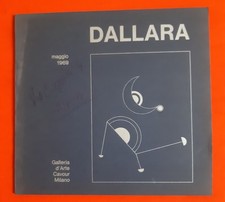 DALLARA
maggio
1989
Galleria
d'Arte
Cavour
Milano